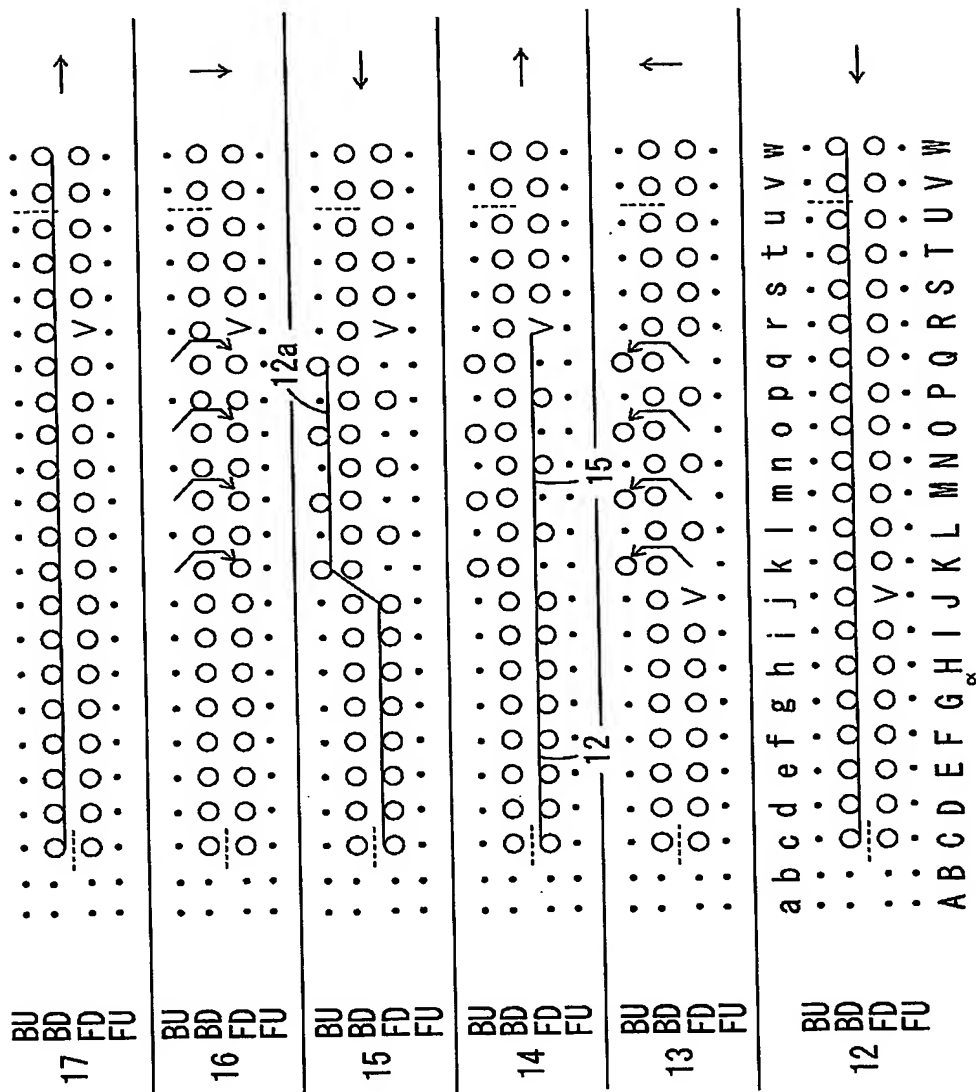 BU
BD
17 FD V
FU
BU
BD
16 FD V
FU
12a
BU
BD
15 FD V
FU
BU
BD
14 FD V
FU
15
12
BU
BD
13 FD V
FU
a b c d e f g h i j k l m n o p q r s t u v w
BU
BD
12 FD V
FU
A B C D E F G H I J K L M N O P Q R S T U V W
α